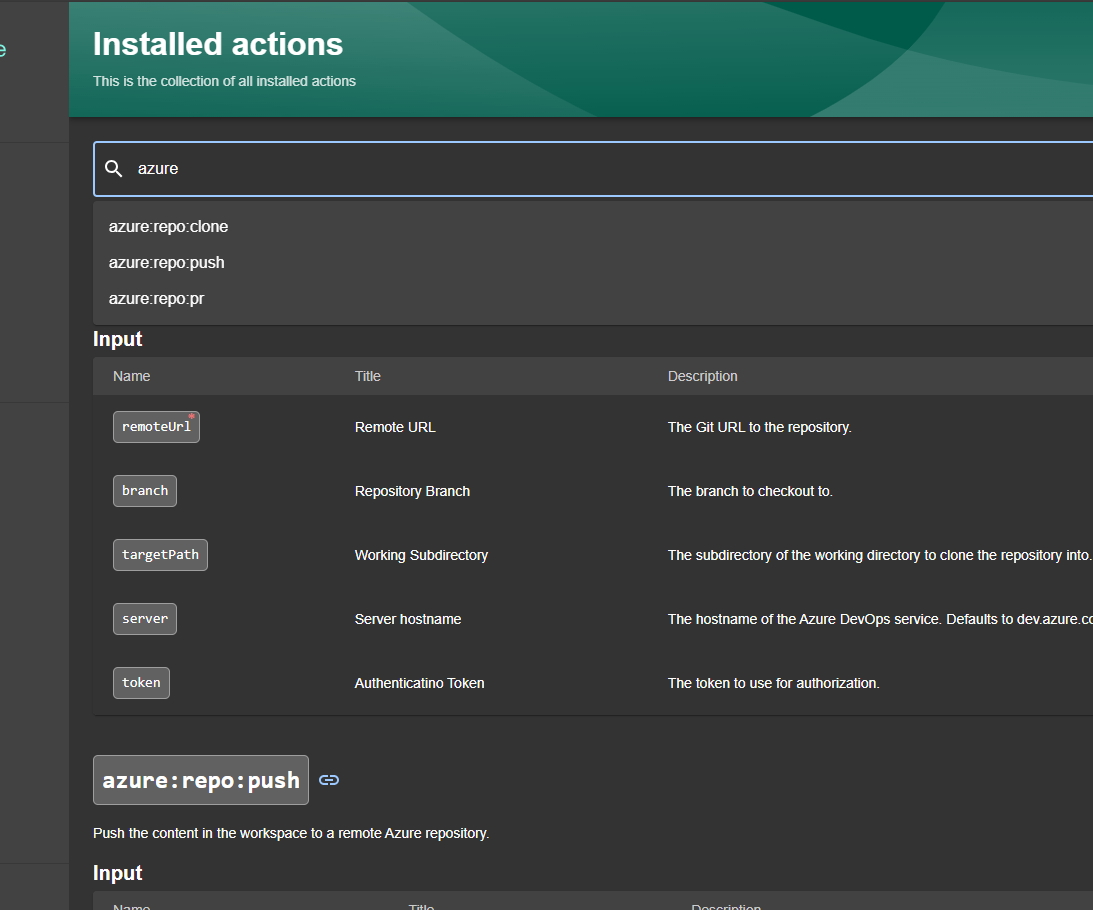 e
Installed actions
This is the collection of all installed actions
azure
azure:repo:clone
azure:repo:push
azure:repo:pr
Input
Name Title Description
remoteUrl* Remote URL The Git URL to the repository.
branch Repository Branch The branch to checkout to.
targetPath Working Subdirectory The subdirectory of the working directory to clone the repository into.
server Server hostname The hostname of the Azure DevOps service. Defaults to dev.azure.co
token Authenticatino Token The token to use for authorization.
azure:repo:push
Push the content in the workspace to a remote Azure repository.
Input
Name Title Description